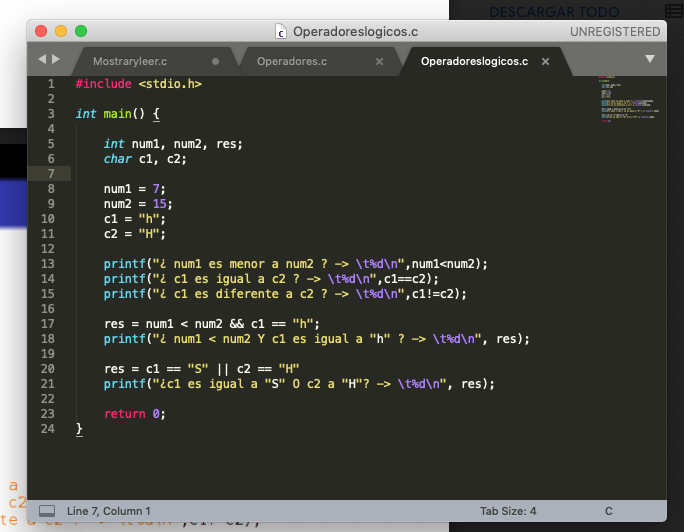 DESCARGAR TODO
Operadoreslogicos.c
UNREGISTERED
Mostraryleer.c
Operadores.c
Operadoreslogicos.c
1 #include <stdio.h>
2
3 int main() {
4
5 int num1, num2, res;
6 char c1, c2;
7
8 num1 = 7;
9 num2 = 15;
10 c1 = "h";
11 c2 = "H";
12
13 printf("¿ num1 es menor a num2 ? -> \t%d\n",num1<num2);
14 printf("¿ c1 es igual a c2 ? -> \t%d\n",c1==c2);
15 printf("¿ c1 es diferente a c2 ? -> \t%d\n",c1!=c2);
16
17 res = num1 < num2 && c1 == "h";
18 printf("¿ num1 < num2 Y c1 es igual a "h" ? -> \t%d\n", res);
19
20 res = c1 == "S" || c2 == "H"
21 printf("¿c1 es igual a "S" O c2 a "H"? -> \t%d\n", res);
22
23 return 0;
24 }
a
c2
Line 7, Column 1
Tab Size: 4
C